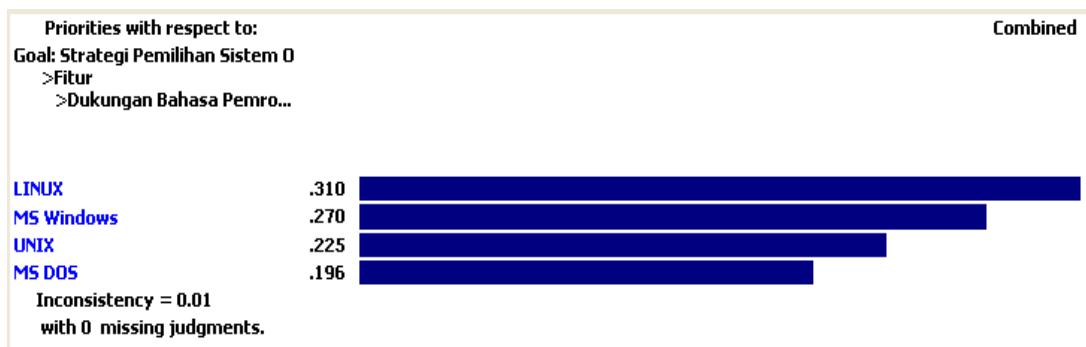 Priorities with respect to: Combined
Goal: Strategi Pemilihan Sistem O
>Fitur
>Dukungan Bahasa Pemro...
LINUX .310
MS Windows .270
UNIX .225
MS DOS .196
Inconsistency = 0.01
with 0 missing judgments.